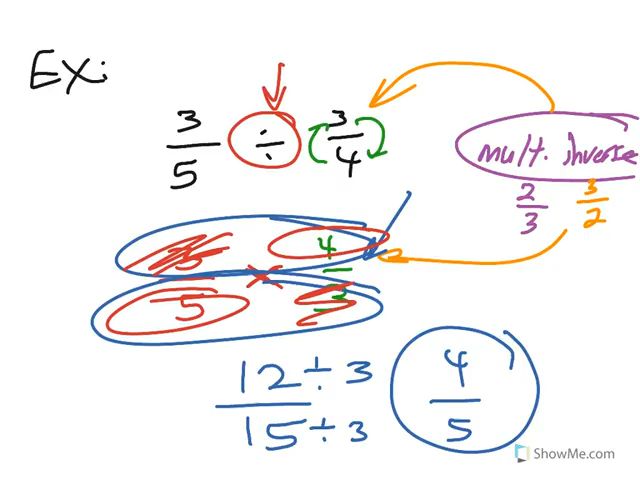 Ex:
3/5 ÷ 3/4
mult. inverse
2/3 3/2
3/5 × 4/3
12 ÷ 3 / 15 ÷ 3
4/5
ShowMe.com